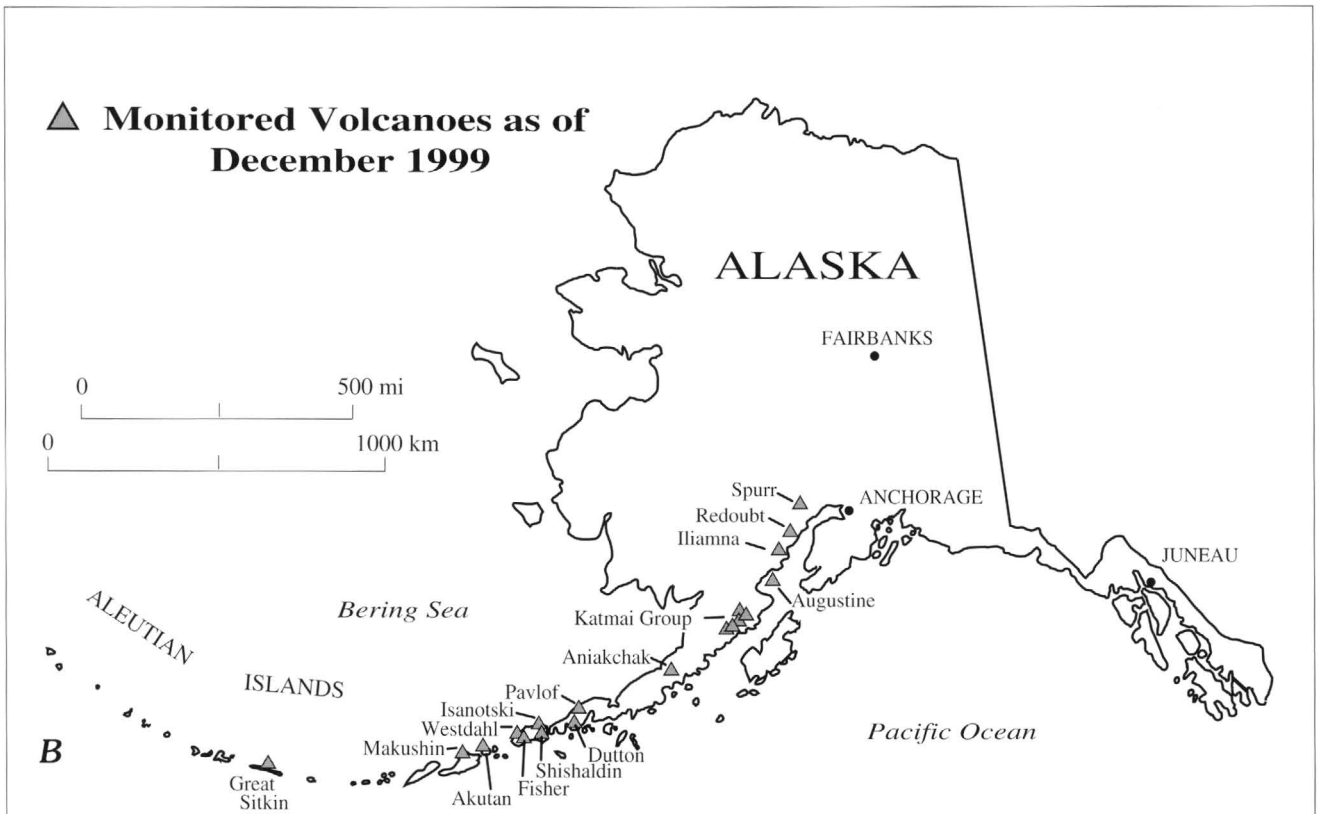 Monitored Volcanoes as of
December 1999
ALASKA
FAIRBANKS
0 500 mi
0 1000 km
Spurr
ANCHORAGE
Redoubt
Iliamna
JUNEAU
Augustine
Bering Sea
Katmai Group
ALEUTIAN
ISLANDS
Aniakchak
Pavlof
Isanotski
Westdahl
Makushin
Pacific Ocean
B
Dutton
Shishaldin
Fisher
Akutan
Great
Sitkin